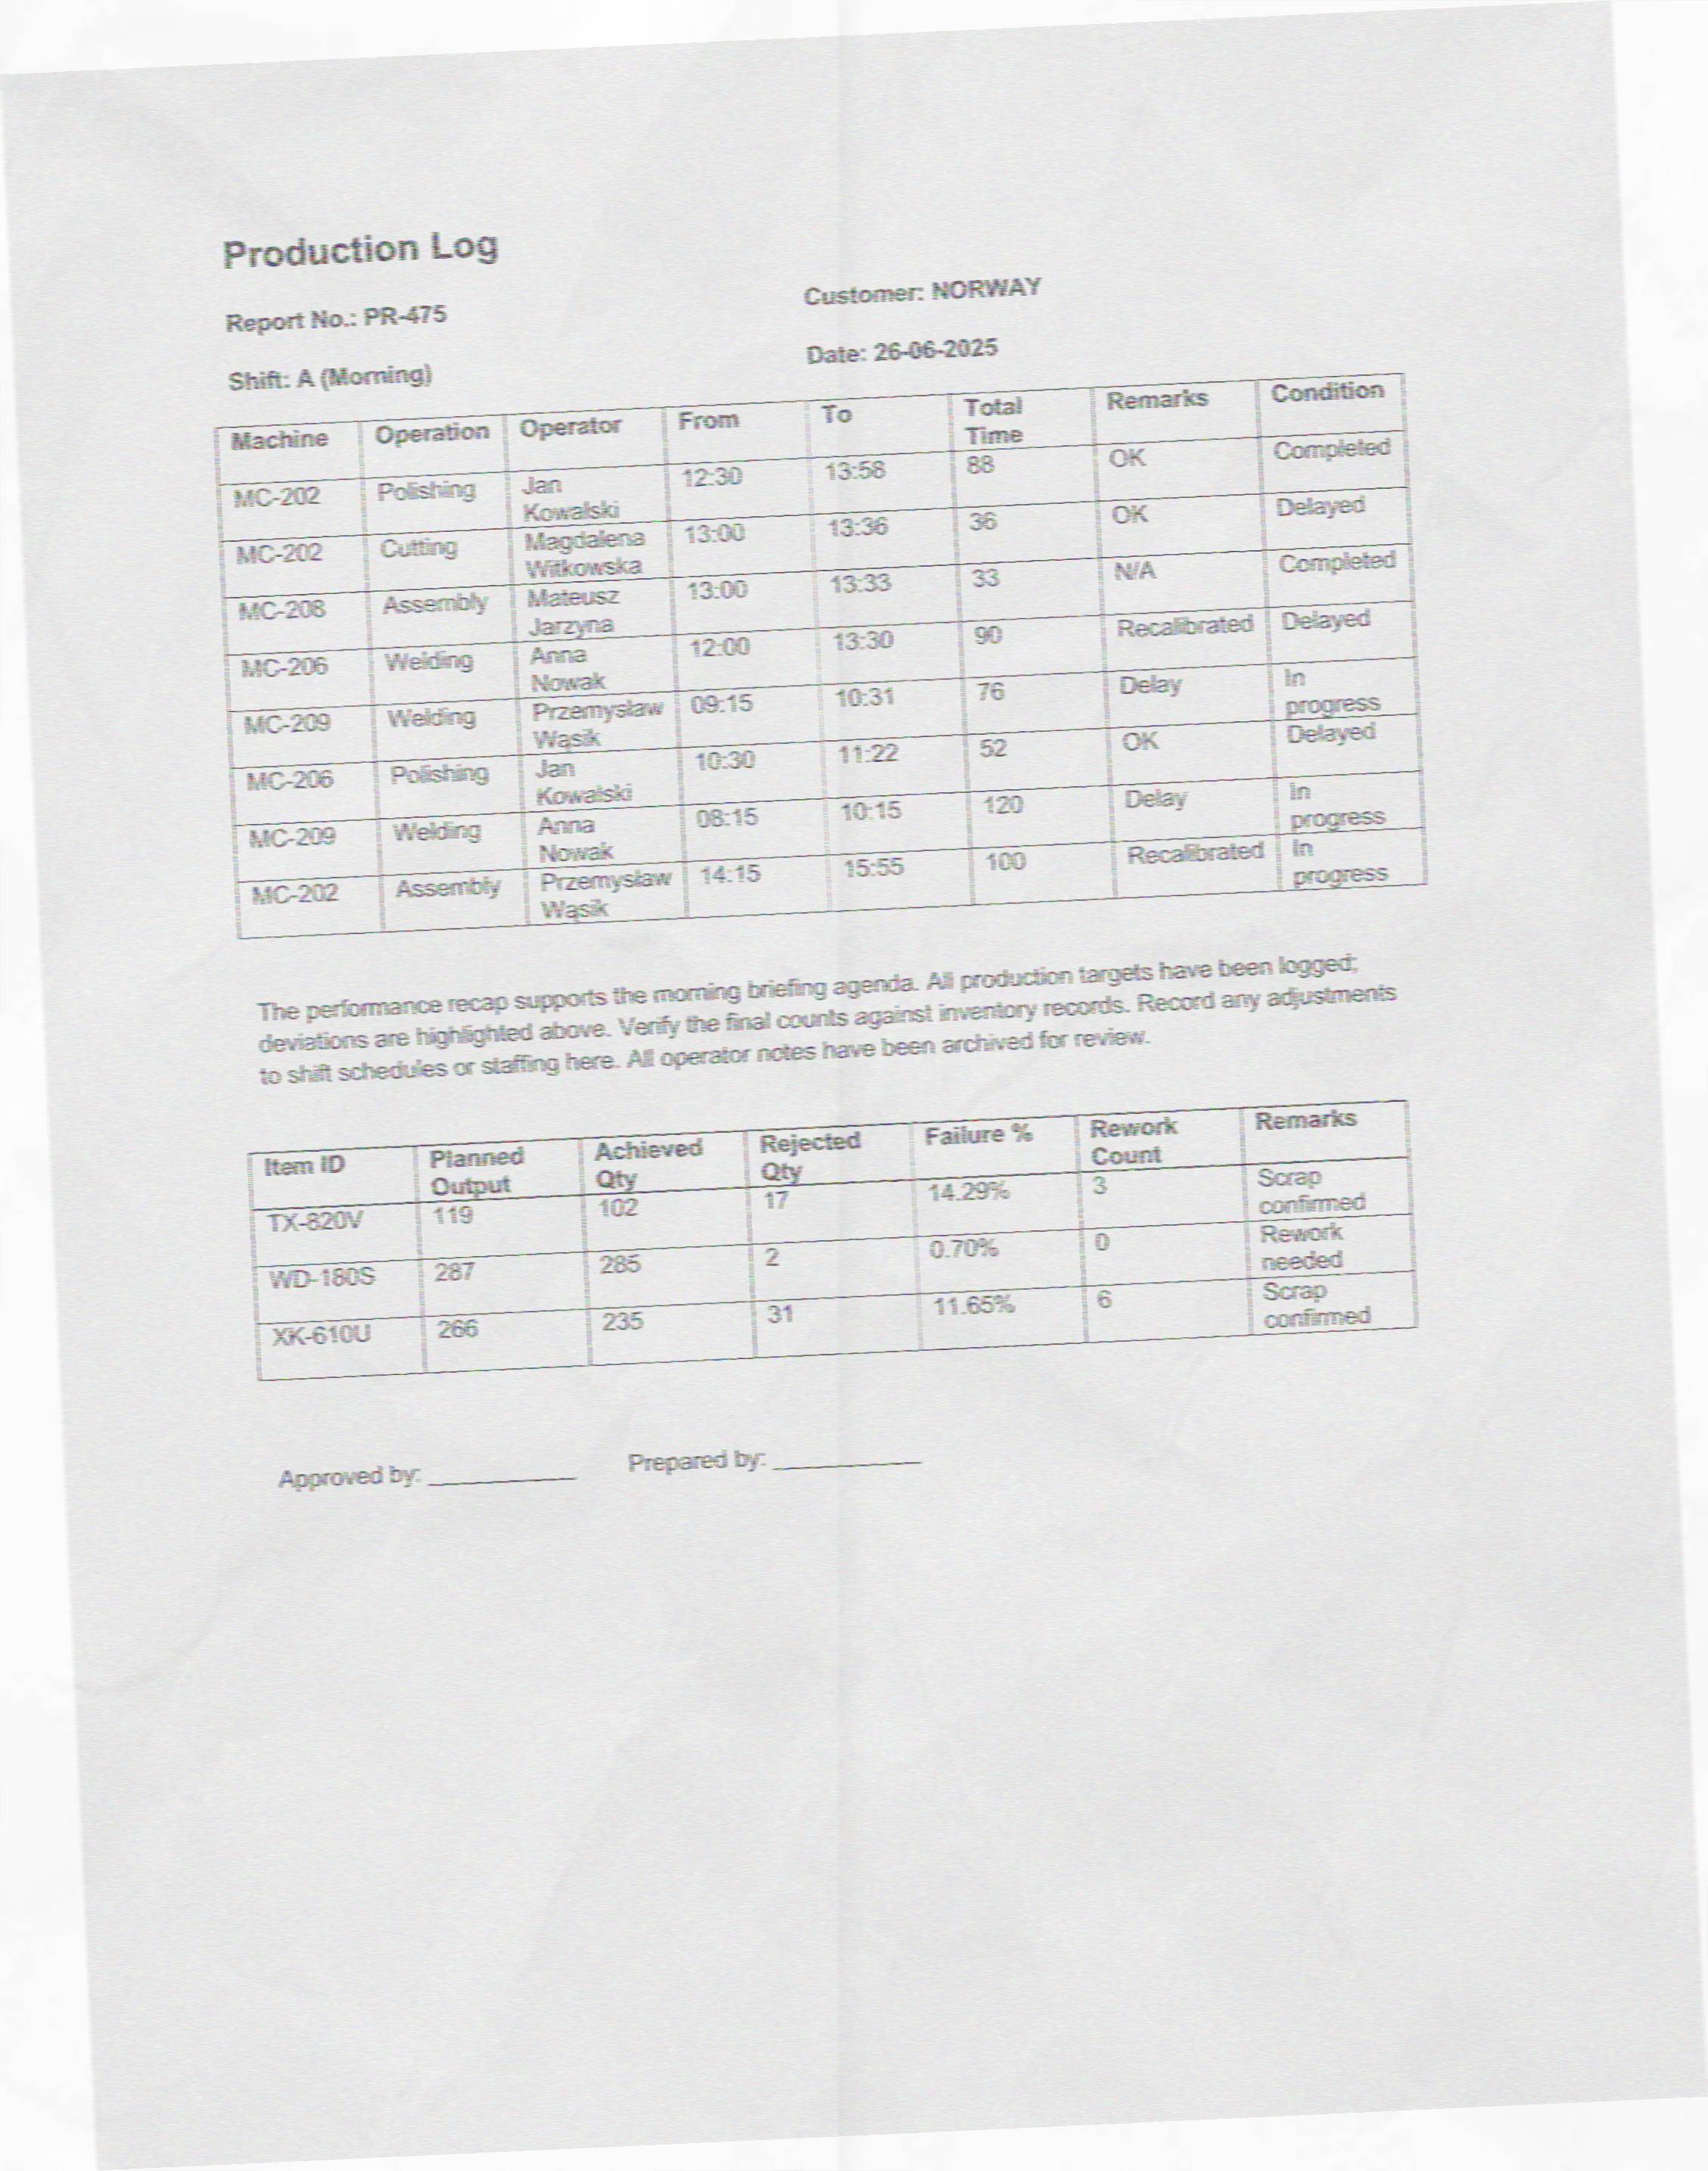 Production Log
Report No.: PR-475
Customer: NORWAY
Shift: A (Morning)
Date: 26-06-2025
Machine Operation Operator From To Total Time Remarks Condition
MC-202 Polishing Jan Kowalski 12:30 13:58 88 OK Completed
MC-202 Cutting Magdalena Witkowska 13:00 13:36 36 OK Delayed
MC-208 Assembly Mateusz Jarzyna 13:00 13:33 33 N/A Completed
MC-206 Welding Anna Nowak 12:00 13:30 90 Recalibrated Delayed
MC-209 Welding Przemysław Wąsik 09:15 10:31 76 Delay In progress
MC-206 Polishing Jan Kowalski 10:30 11:22 52 OK Delayed
MC-209 Welding Anna Nowak 08:15 10:15 120 Delay In progress
MC-202 Assembly Przemysław Wąsik 14:15 15:55 100 Recalibrated In progress
The performance recap supports the morning briefing agenda. All production targets have been logged;
deviations are highlighted above. Verify the final counts against inventory records. Record any adjustments
to shift schedules or staffing here. All operator notes have been archived for review.
Item ID Planned Output Achieved Qty Rejected Qty Failure % Rework Count Remarks
TX-820V 119 102 17 14.29% 3 Scrap confirmed
WD-180S 287 285 2 0.70% 0 Rework needed
XK-610U 266 235 31 11.65% 6 Scrap confirmed
Approved by: ____________ Prepared by: ____________